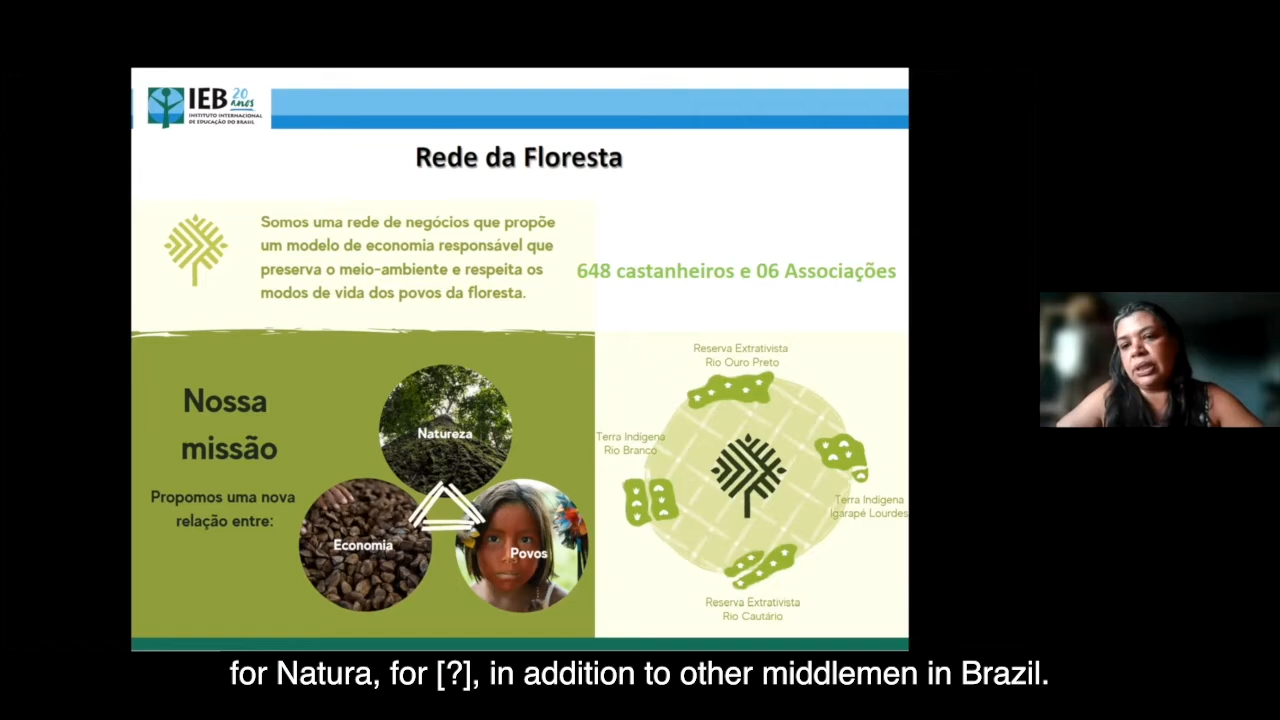 IEB 20 anos
INSTITUTO INTERNACIONAL
DE EDUCAÇÃO DO BRASIL
Rede da Floresta
Somos uma rede de negócios que propõe
um modelo de economia responsável que
preserva o meio-ambiente e respeita os
modos de vida dos povos da floresta.
648 castanheiros e 06 Associações
Nossa
missão
Propomos uma nova
relação entre:
Natureza
Economia
Povos
Reserva Extrativista
Rio Ouro Preto
Terra Indígena
Rio Branco
Terra Indígena
Igarapé Lourdes
Reserva Extrativista
Rio Cautário
for Natura, for [?], in addition to other middlemen in Brazil.